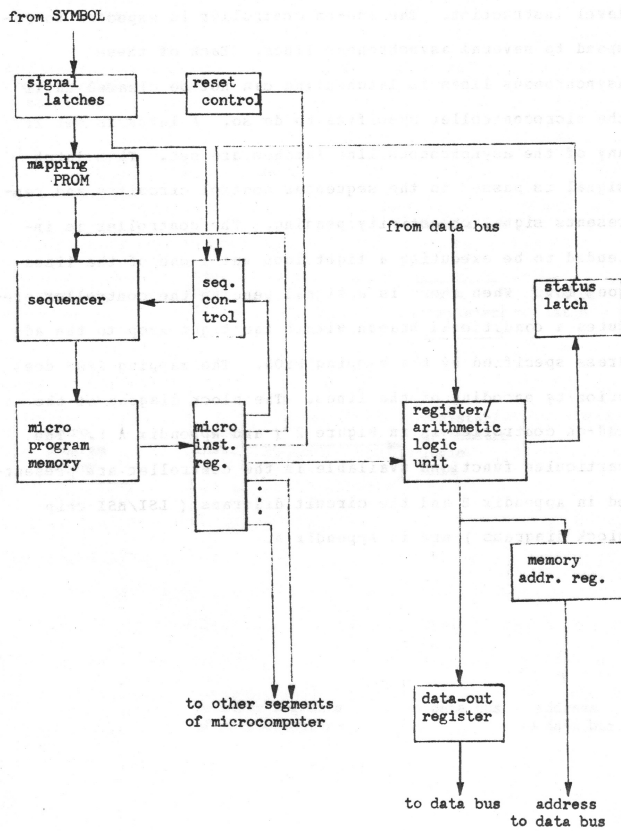 from SYMBOL
signal
latches
reset
control
mapping
PROM
from data bus
sequencer
seq.
con-
trol
status
latch
micro
program
memory
micro
inst.
reg.
register/
arithmetic
logic
unit
memory
addr. reg.
to other segments
of microcomputer
data-out
register
to data bus
address
to data bus